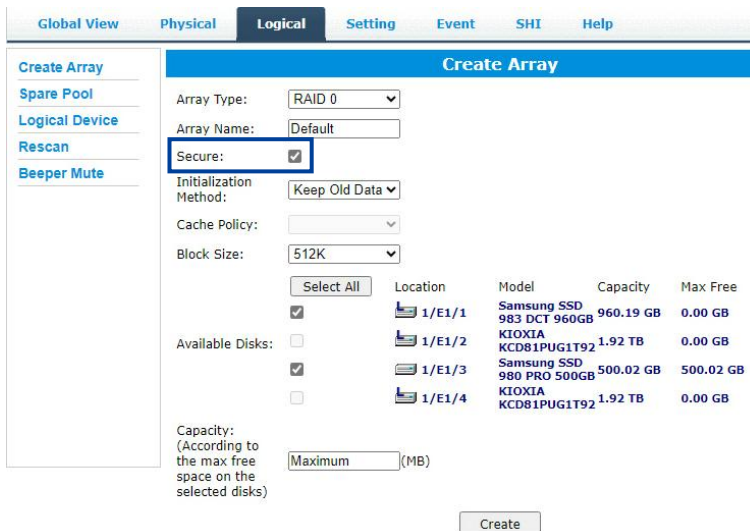 Global View Physical Logical Setting Event SHI Help
Create Array
Spare Pool
Logical Device
Rescan
Beeper Mute
Create Array
Array Type: RAID 0
Array Name: Default
Secure:
Initialization
Method: Keep Old Data
Cache Policy:
Block Size: 512K
Select All Location Model Capacity Max Free
Available Disks:
1/E1/1 Samsung SSD
983 DCT 960GB 960.19 GB 0.00 GB
1/E1/2 KIOXIA
KCD81PUG1T92 1.92 TB 0.00 GB
1/E1/3 Samsung SSD
980 PRO 500GB 500.02 GB 500.02 GB
1/E1/4 KIOXIA
KCD81PUG1T92 1.92 TB 0.00 GB
Capacity:
(According to
the max free
space on the
selected disks)
Maximum (MB)
Create